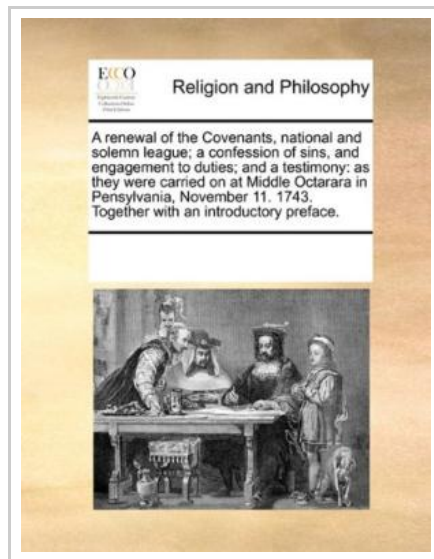 ECCO
Religion and Philosophy
A renewal of the Covenants, national and
solemn league; a confession of sins, and
engagement to duties; and a testimony: as
they were carried on at Middle Octarara in
Pensylvania, November 11. 1743.
Together with an introductory preface.